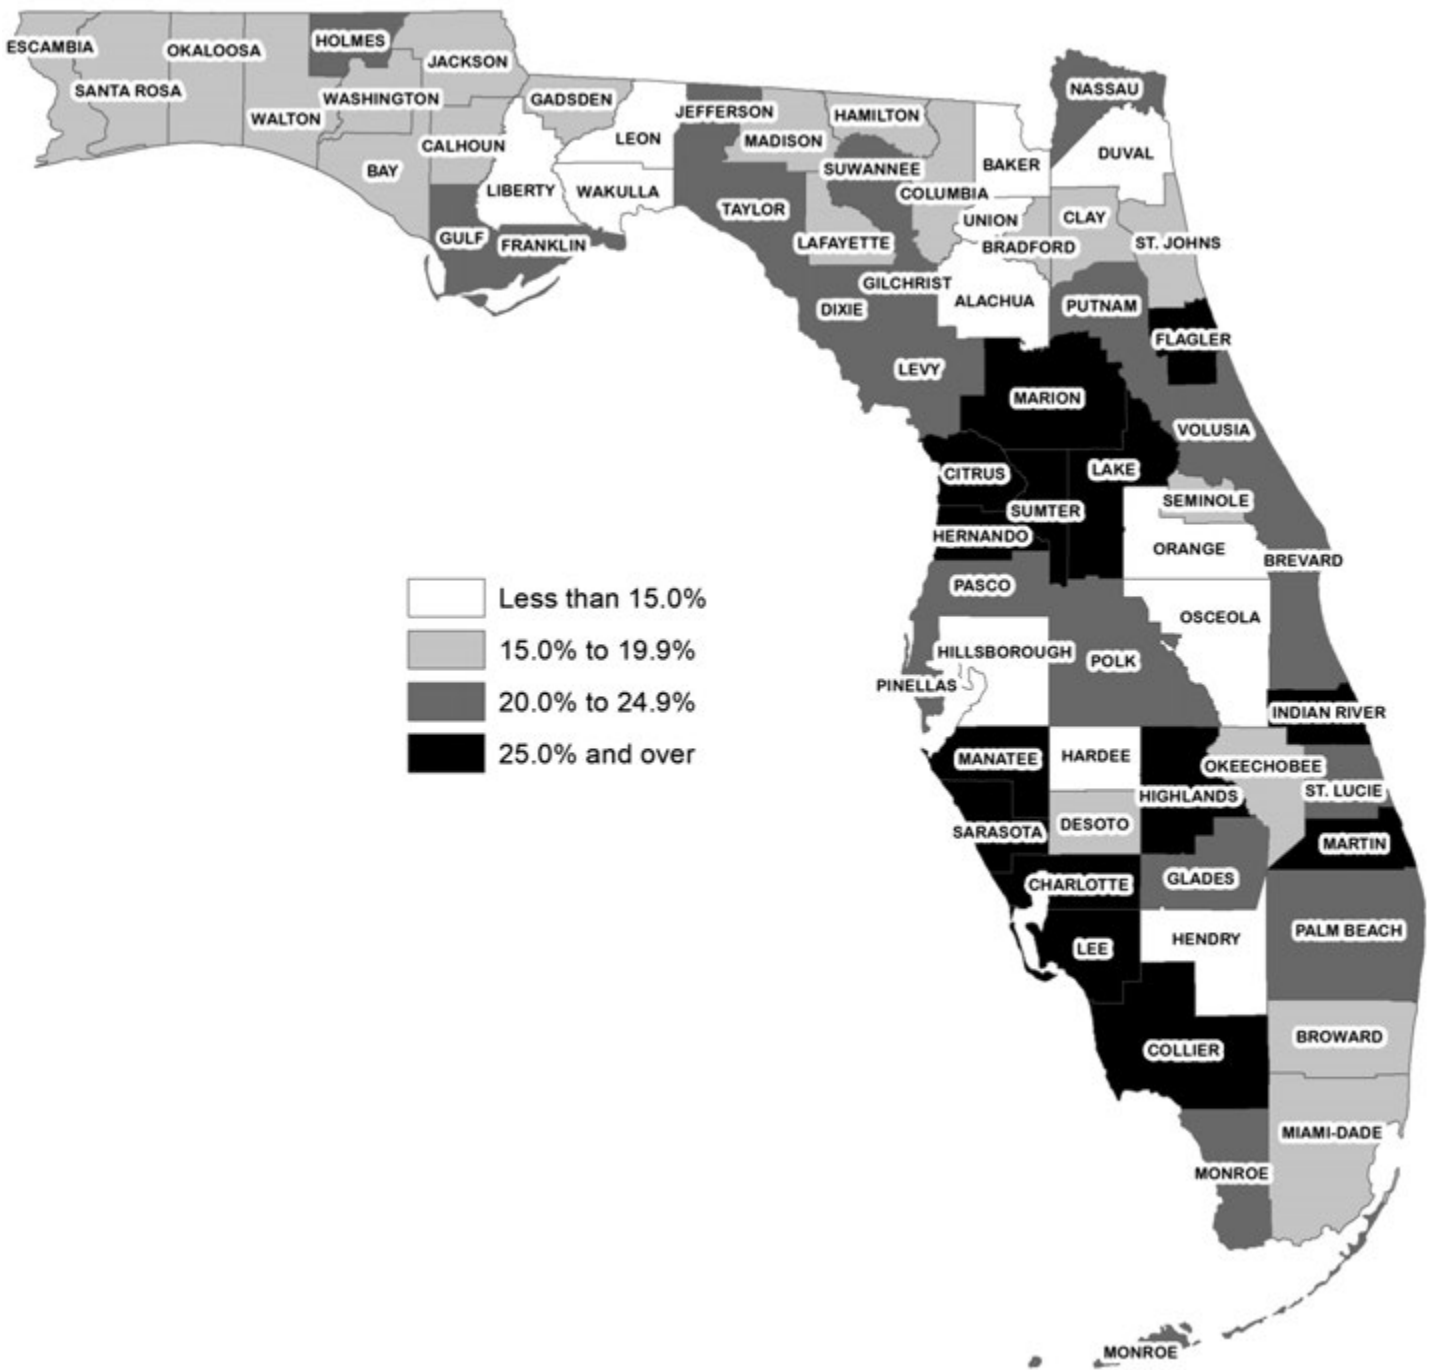 ESCAMBIA
OKALOOSA
HOLMES
JACKSON
SANTA ROSA
WALTON
WASHINGTON
GADSDEN
LEON
JEFFERSON
MADISON
HAMILTON
NASSAU
CALHOUN
BAY
LIBERTY
WAKULLA
SUWANNEE
BAKER
DUVAL
COLUMBIA
TAYLOR
UNION
CLAY
GULF
FRANKLIN
LAFAYETTE
BRADFORD
ST. JOHNS
GILCHRIST
DIXIE
ALACHUA
PUTNAM
FLAGLER
LEVY
MARION
VOLUSIA
CITRUS
LAKE
SUMTER
SEMINOLE
HERNANDO
ORANGE
BREVARD
PASCO
OSCEOLA
HILLSBOROUGH
POLK
PINELLAS
INDIAN RIVER
MANATEE
HARDEE
OKEECHOBEE
HIGHLANDS
ST. LUCIE
SARASOTA
DESOTO
MARTIN
CHARLOTTE
GLADES
LEE
HENDRY
PALM BEACH
COLLIER
BROWARD
MIAMI-DADE
MONROE
MONROE
Less than 15.0%
15.0% to 19.9%
20.0% to 24.9%
25.0% and over